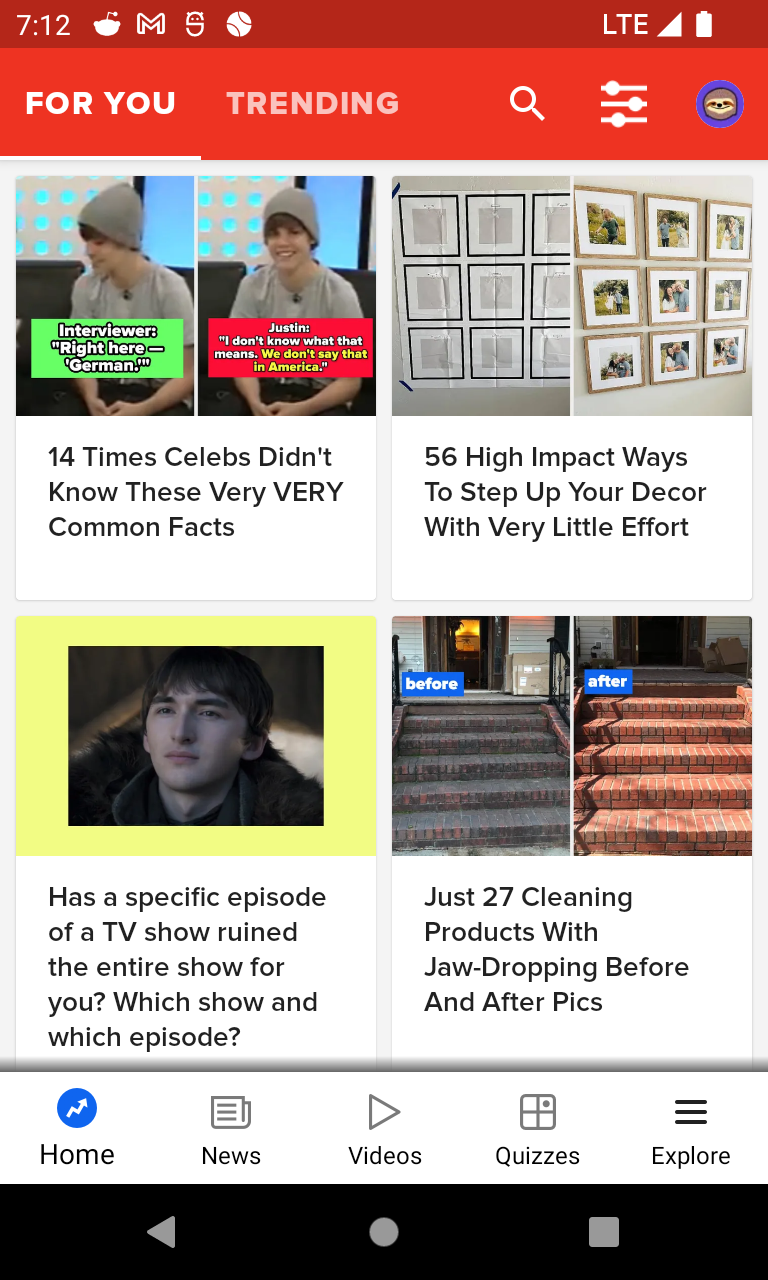 7:12
LTE
FOR YOU
TRENDING
Interviewer:
"Right here —
'German.'"
Justin:
"I don't know what that
means. We don't say that
in America."
14 Times Celebs Didn't
Know These Very VERY
Common Facts
56 High Impact Ways
To Step Up Your Decor
With Very Little Effort
before
after
Has a specific episode
of a TV show ruined
the entire show for
you? Which show and
which episode?
Just 27 Cleaning
Products With
Jaw-Dropping Before
And After Pics
Home
News
Videos
Quizzes
Explore